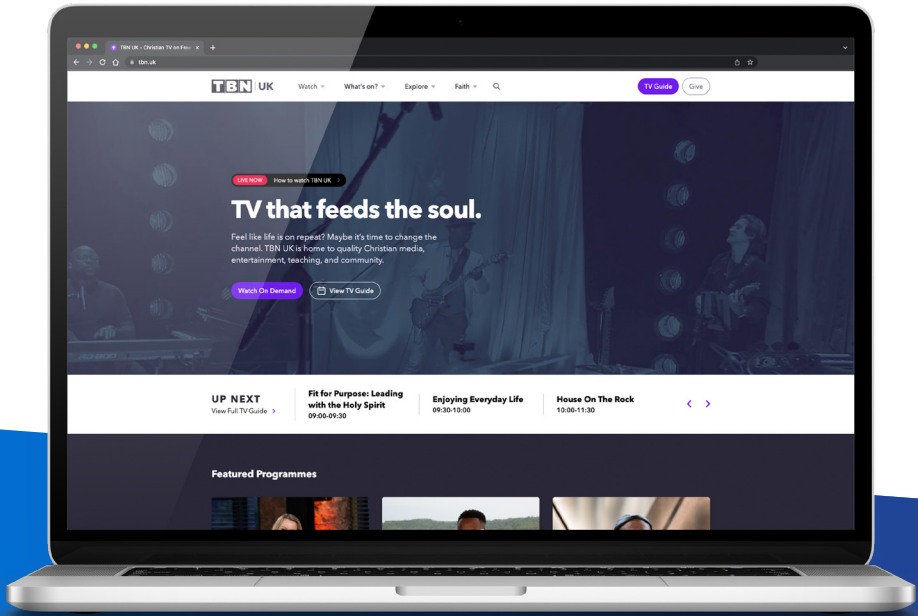 TBN UK - Christian TV on Free
tbn.uk
TBN UK
Watch
What's on?
Explore
Faith
TV Guide
Give
LIVE NOW How to watch TBN UK
TV that feeds the soul.
Feel like life is on repeat? Maybe it's time to change the
channel. TBN UK is home to quality Christian media,
entertainment, teaching, and community.
Watch On Demand
View TV Guide
UP NEXT
View Full TV Guide
Fit for Purpose: Leading
with the Holy Spirit
09:00-09:30
Enjoying Everyday Life
09:30-10:00
House On The Rock
10:00-11:30
Featured Programmes